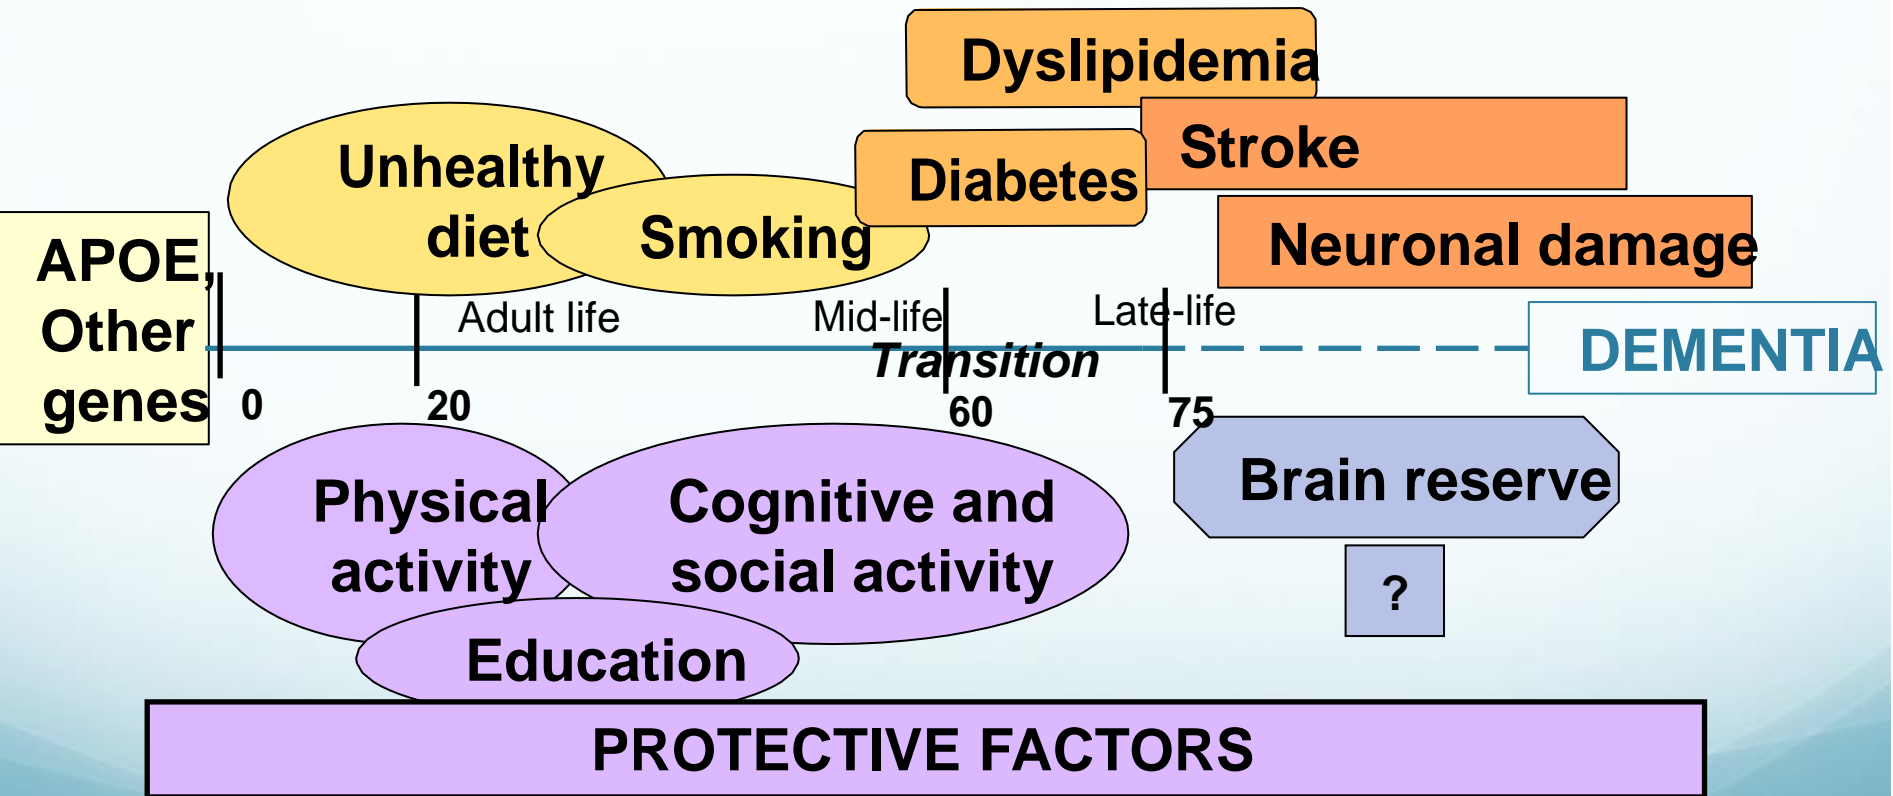 Dyslipidemia
Stroke
Unhealthy
diet
Diabetes
Smoking
Neuronal damage
APOE,
Other
genes
Adult life
Mid-life
Late-life
Transition
DEMENTIA
0
20
60
75
Physical
activity
Cognitive and
social activity
Brain reserve
?
Education
PROTECTIVE FACTORS